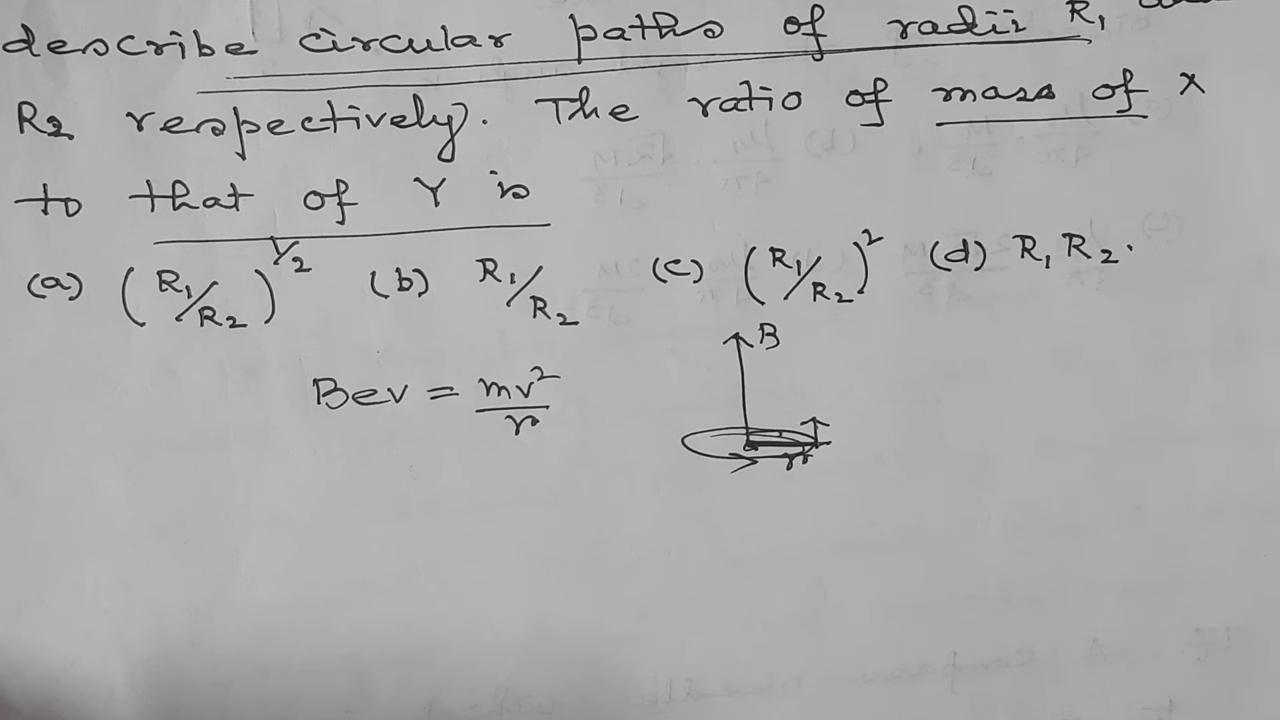 describe circular paths of radii R₁
R₂ respectively. The ratio of mass of X
to that of Y is
(a) (R₁/R₂)^1/2 (b) R₁/R₂ (c) (R₁/R₂)² (d) R₁ R₂.
B
Bev = mv²/r
r